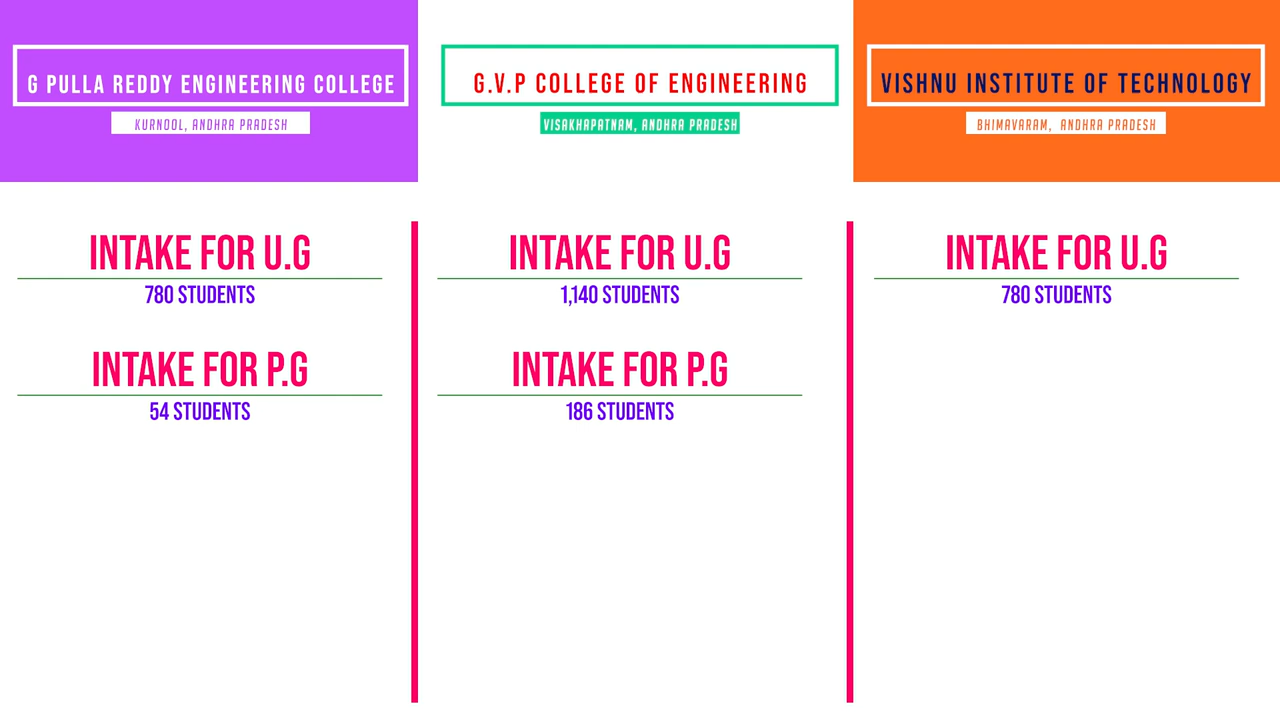 G PULLA REDDY ENGINEERING COLLEGE
KURNOOL, ANDHRA PRADESH
INTAKE FOR U.G
780 STUDENTS
INTAKE FOR P.G
54 STUDENTS
G.V.P COLLEGE OF ENGINEERING
VISAKHAPATNAM, ANDHRA PRADESH
INTAKE FOR U.G
1,140 STUDENTS
INTAKE FOR P.G
186 STUDENTS
VISHNU INSTITUTE OF TECHNOLOGY
BHIMAVARAM, ANDHRA PRADESH
INTAKE FOR U.G
780 STUDENTS